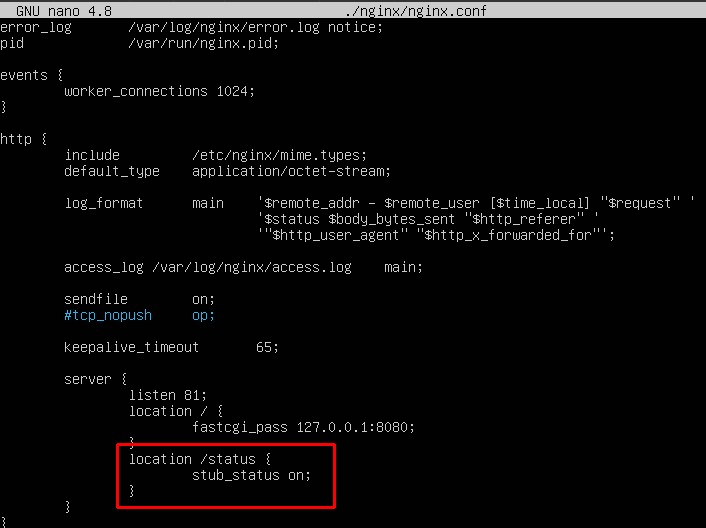 GNU nano 4.8 ./nginx/nginx.conf
error_log /var/log/nginx/error.log notice;
pid /var/run/nginx.pid;
events {
worker_connections 1024;
}
http {
include /etc/nginx/mime.types;
default_type application/octet-stream;
log_format main '$remote_addr - $remote_user [$time_local] "$request" '
'$status $body_bytes_sent "$http_referer" '
'"$http_user_agent" "$http_x_forwarded_for"';
access_log /var/log/nginx/access.log main;
sendfile on;
#tcp_nopush op;
keepalive_timeout 65;
server {
listen 81;
location / {
fastcgi_pass 127.0.0.1:8080;
}
location /status {
stub_status on;
}
}
}